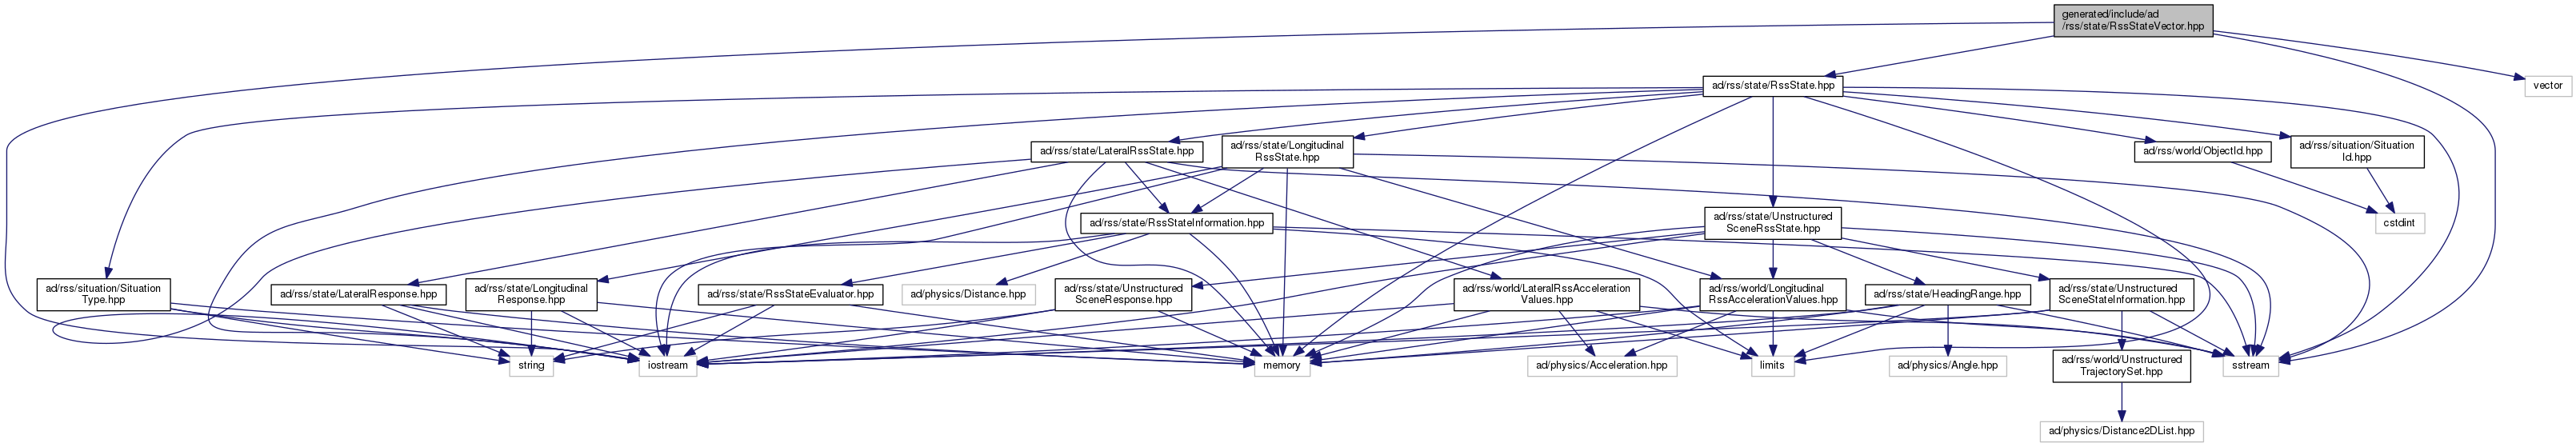 generated/include/ad
/rss/state/RssStateVector.hpp
ad/rss/state/RssState.hpp
vector
ad/rss/state/LateralRssState.hpp
ad/rss/state/Longitudinal
RssState.hpp
ad/rss/world/ObjectId.hpp
ad/rss/situation/Situation
Id.hpp
ad/rss/state/RssStateInformation.hpp
ad/rss/state/Unstructured
SceneRssState.hpp
cstdint
ad/rss/situation/Situation
Type.hpp
ad/rss/state/LateralResponse.hpp
ad/rss/state/Longitudinal
Response.hpp
ad/rss/state/RssStateEvaluator.hpp
ad/physics/Distance.hpp
ad/rss/state/Unstructured
SceneResponse.hpp
ad/rss/world/LateralRssAcceleration
Values.hpp
ad/rss/world/Longitudinal
RssAccelerationValues.hpp
ad/rss/state/HeadingRange.hpp
ad/rss/state/Unstructured
SceneStateInformation.hpp
string
iostream
memory
ad/physics/Acceleration.hpp
limits
ad/physics/Angle.hpp
ad/rss/world/Unstructured
TrajectorySet.hpp
sstream
ad/physics/Distance2DList.hpp